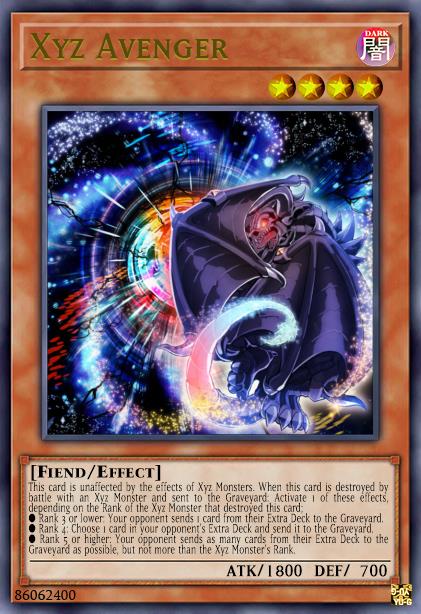 Xyz Avenger
DARK
闇
[Fiend/Effect]
This card is unaffected by the effects of Xyz Monsters. When this card is destroyed by
battle with an Xyz Monster and sent to the Graveyard: Activate 1 of these effects,
depending on the Rank of the Xyz Monster that destroyed this card;
● Rank 3 or lower: Your opponent sends 1 card from their Extra Deck to the Graveyard.
● Rank 4: Choose 1 card in your opponent's Extra Deck and send it to the Graveyard.
● Rank 5 or higher: Your opponent sends as many cards from their Extra Deck to the
Graveyard as possible, but not more than the Xyz Monster's Rank.
ATK/1800 DEF/ 700
86062400